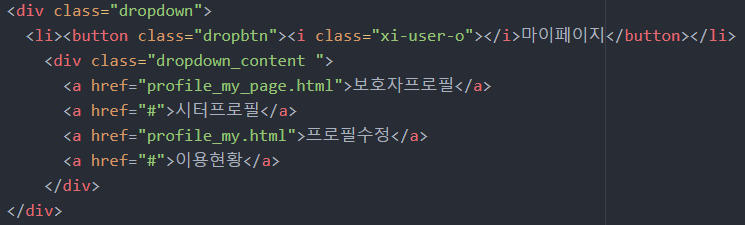 <div class="dropdown">
<li><button class="dropbtn"><i class="xi-user-o"></i>마이페이지</button></li>
<div class="dropdown_content ">
<a href="profile_my_page.html">보호자프로필</a>
<a href="#">시터프로필</a>
<a href="profile_my.html">프로필수정</a>
<a href="#">이용현황</a>
</div>
</div>